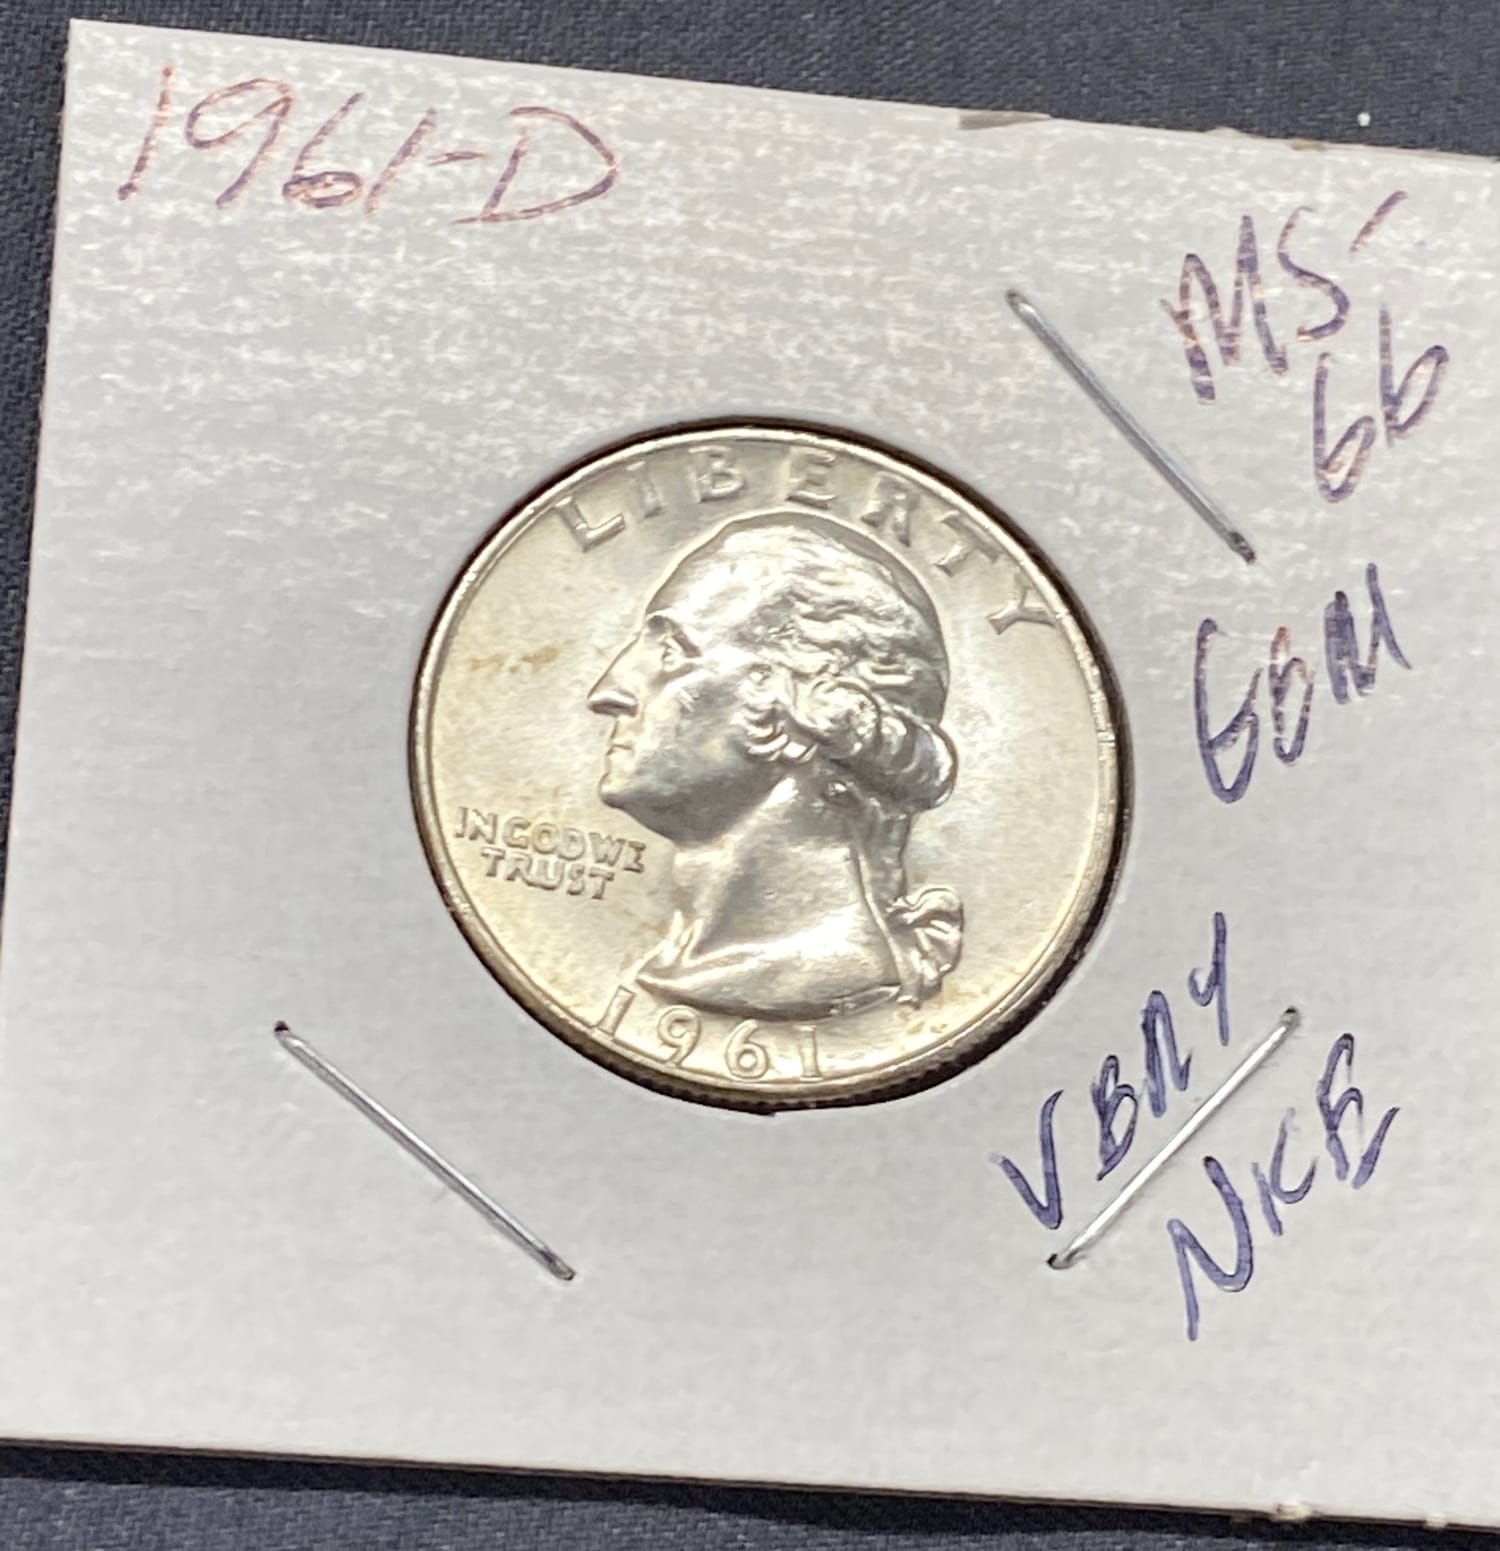 1961-D
MS-
66
GEM
VERY
NICE
LIBERTY
IN GOD WE
TRUST
1961